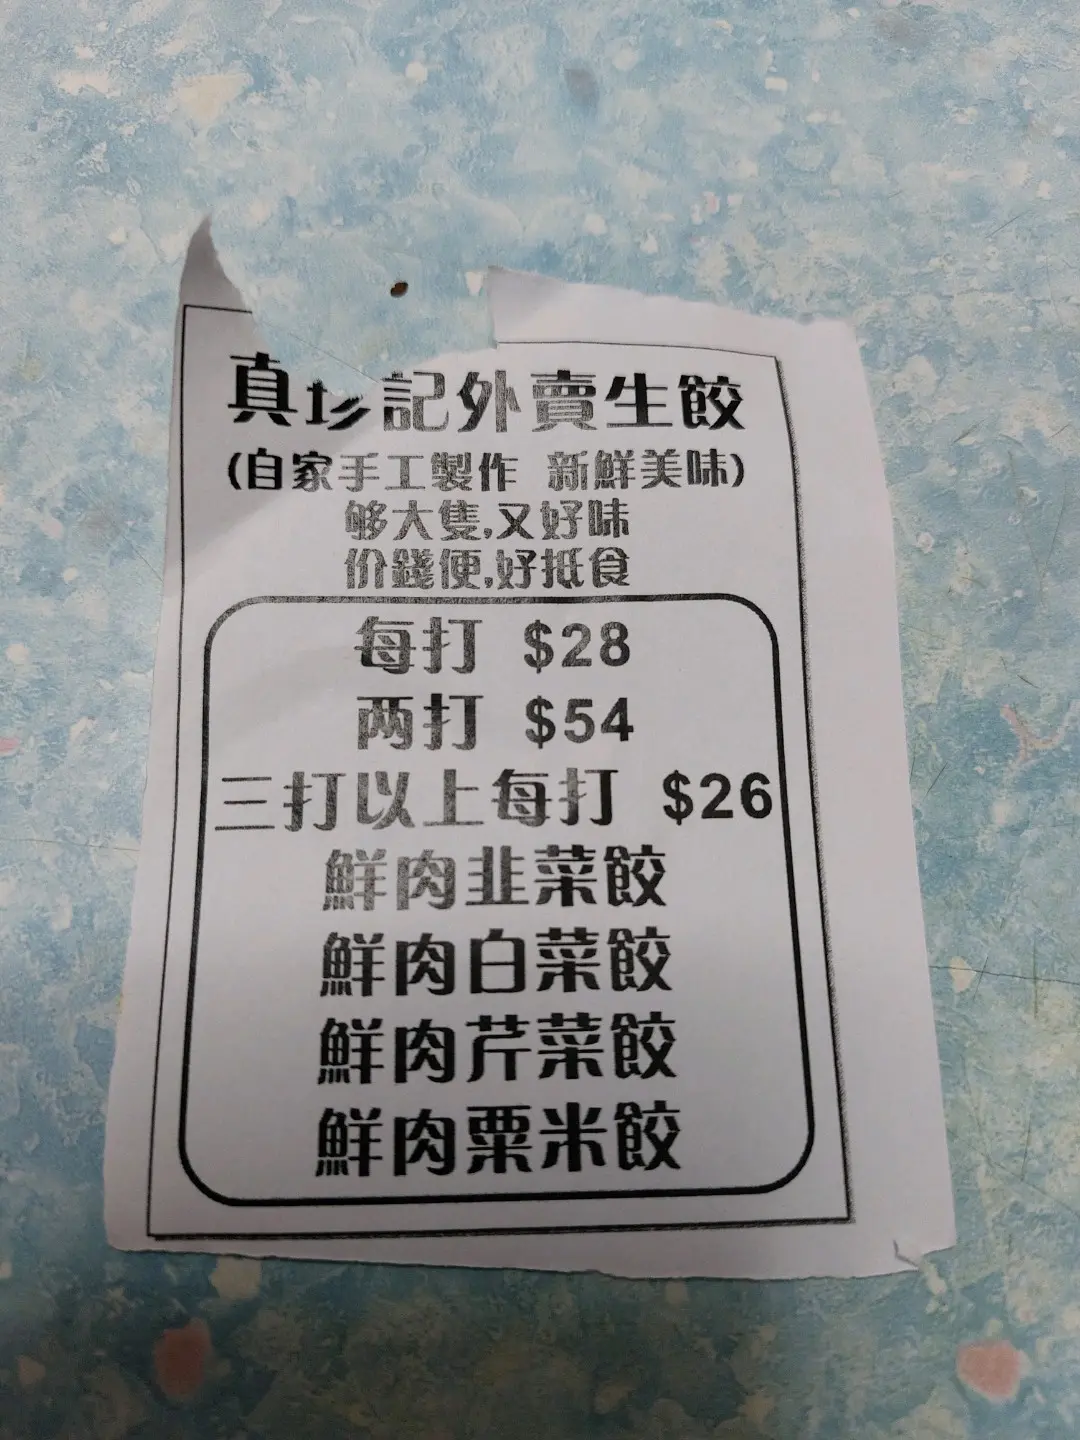 真 記外賣生餃
(自家手工製作 新鮮美味)
够大隻,又好味
价錢便,好抵食
每打 $28
两打 $54
三打以上每打 $26
鮮肉韭菜餃
鮮肉白菜餃
鮮肉芹菜餃
鮮肉粟米餃